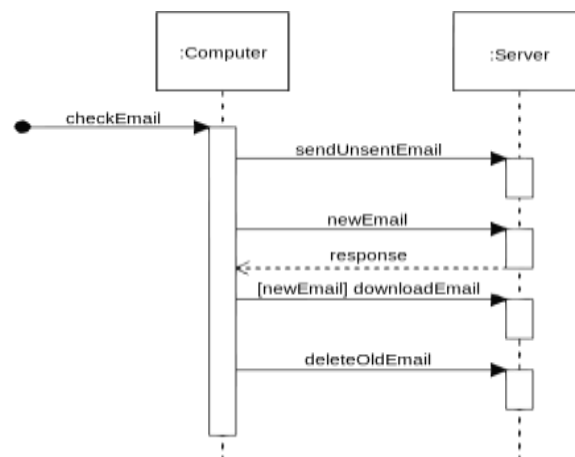 :Computer
:Server
checkEmail
sendUnsentEmail
newEmail
response
[newEmail] downloadEmail
deleteOldEmail